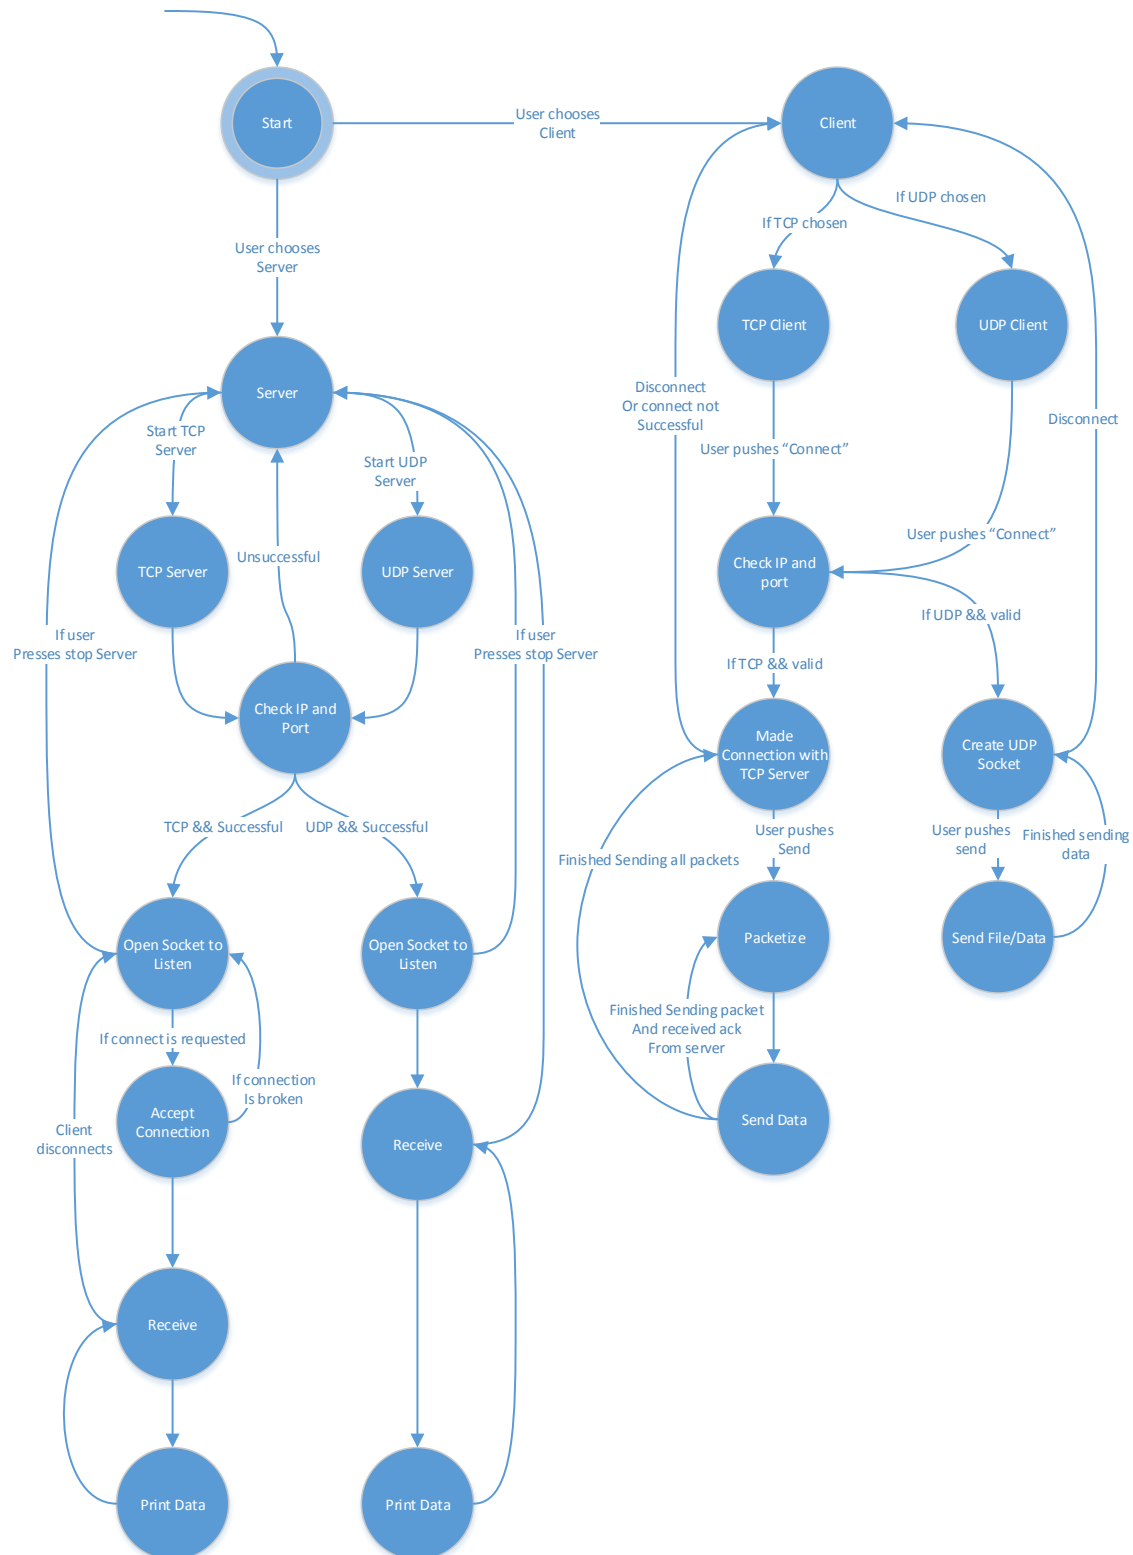 Start
User chooses
Client
Client
If UDP chosen
If TCP chosen
User chooses
Server
TCP Client
UDP Client
Server
Disconnect
Or connect not
Successful
Disconnect
Start TCP
Server
User pushes “Connect”
Start UDP
Server
User pushes “Connect”
TCP Server
Unsuccessful
UDP Server
Check IP and
port
If UDP && valid
If user
Presses stop Server
If user
Presses stop Server
If TCP && valid
Check IP and
Port
Made
Connection with
TCP Server
Create UDP
Socket
TCP && Successful
UDP && Successful
User pushes
Send
User pushes
send
Finished sending
data
Finished Sending all packets
Open Socket to
Listen
Open Socket to
Listen
Packetize
Send File/Data
Finished Sending packet
And received ack
From server
If connect is requested
If connection
Is broken
Accept
Connection
Client
disconnects
Receive
Send Data
Receive
Print Data
Print Data